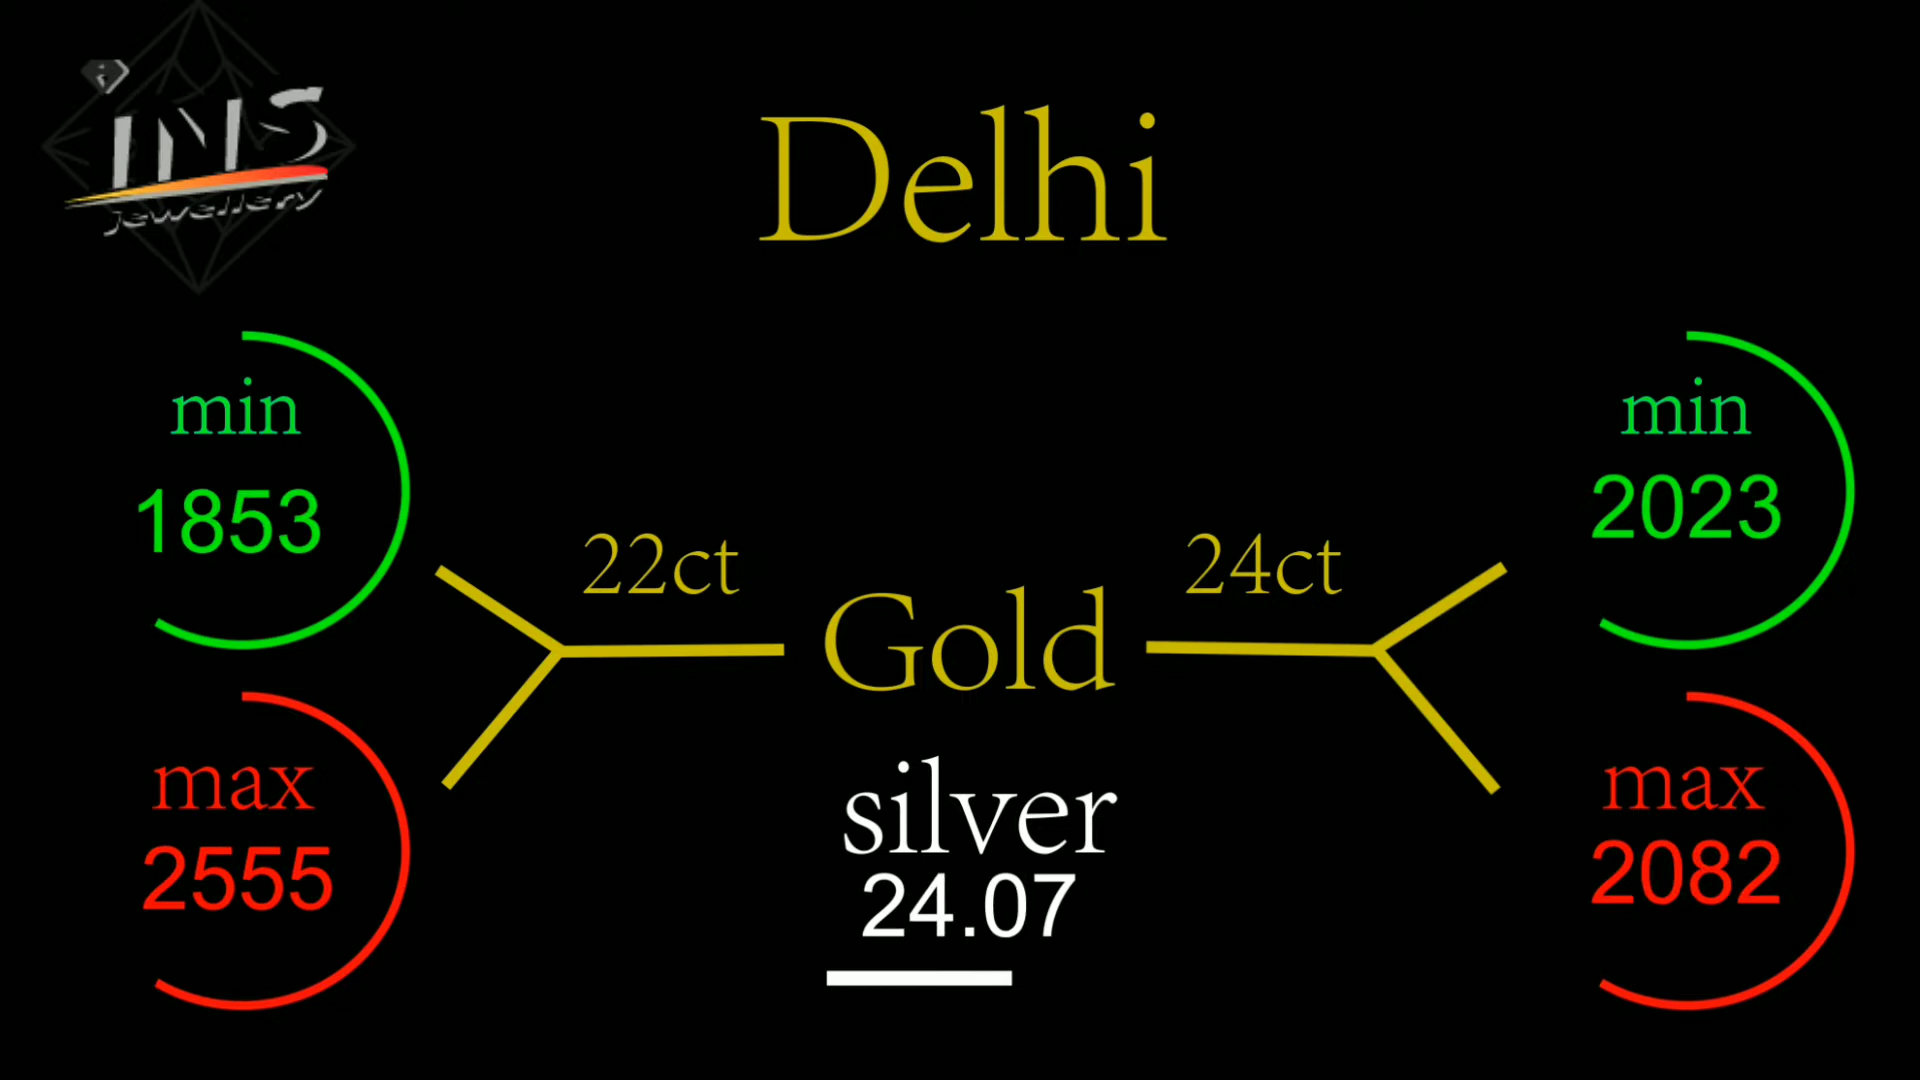 iNS
jewellery
Delhi
min
1853
22ct
max
2555
Gold
24ct
min
2023
max
2082
silver
24.07